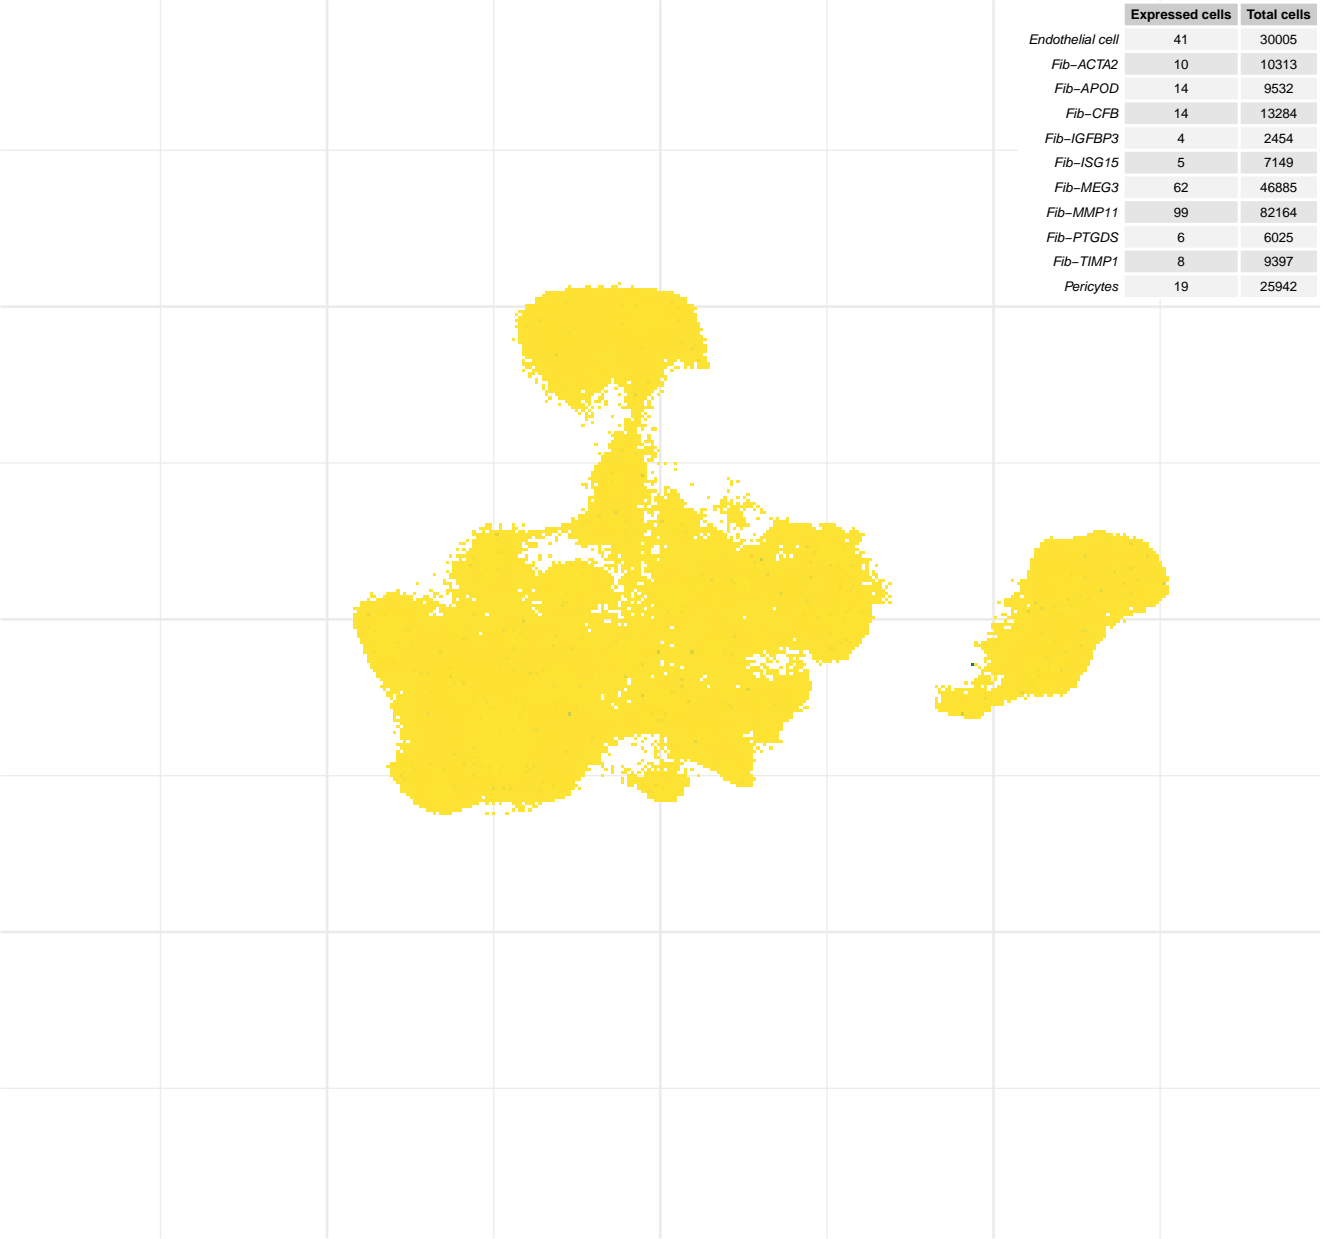 Expressed cells Total cells
Endothelial cell 41 30005
Fib−ACTA2 10 10313
Fib−APOD 14 9532
Fib−CFB 14 13284
Fib−IGFBP3 4 2454
Fib−ISG15 5 7149
Fib−MEG3 62 46885
Fib−MMP11 99 82164
Fib−PTGDS 6 6025
Fib−TIMP1 8 9397
Pericytes 19 25942